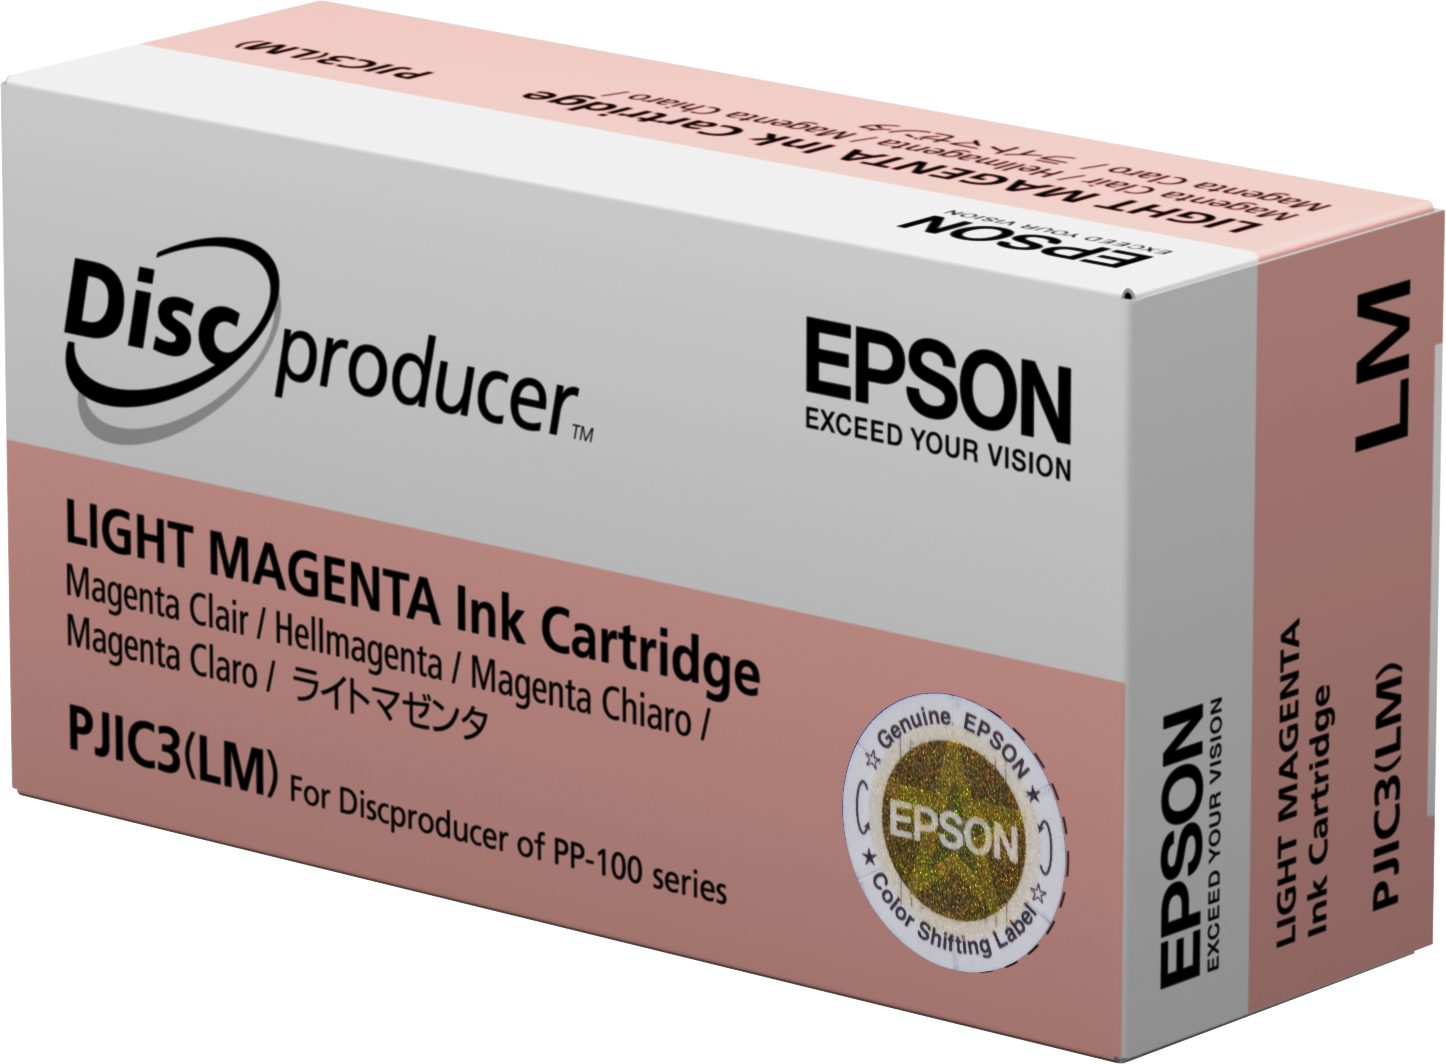 PJIC3(LM)
LIGHT MAGENTA Ink Cartridge
Magenta Clair / Hellmagenta / Magenta Chiaro /
Magenta Claro / ライトマゼンタ
EPSON
EXCEED YOUR VISION
Disc producer™
EPSON
EXCEED YOUR VISION
LIGHT MAGENTA Ink Cartridge
Magenta Clair / Hellmagenta / Magenta Chiaro /
Magenta Claro / ライトマゼンタ
PJIC3(LM) For Discproducer of PP-100 series
Genuine EPSON
EPSON
Color Shifting Label
EPSON
EXCEED YOUR VISION
LM
LIGHT MAGENTA
Ink Cartridge
PJIC3(LM)